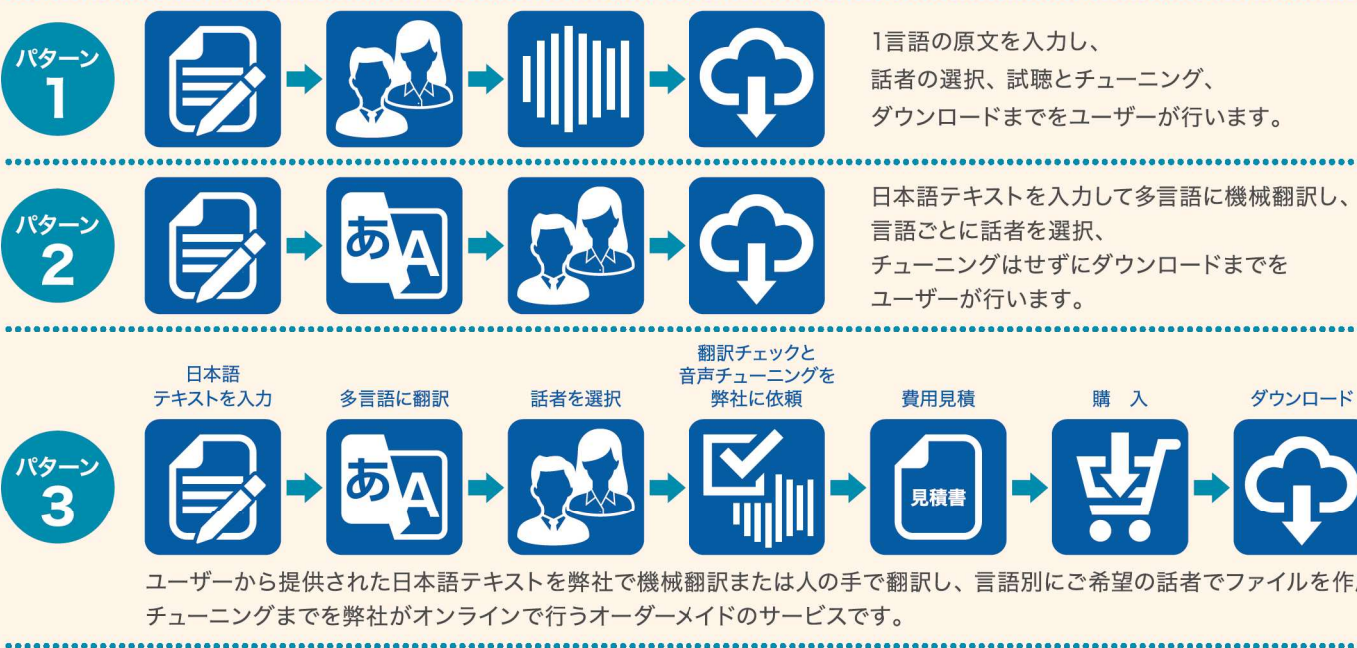 パターン
1
1言語の原文を入力し、
話者の選択、試聴とチューニング、
ダウンロードまでをユーザーが行います。
パターン
2
あA
日本語テキストを入力して多言語に機械翻訳し、
言語ごとに話者を選択、
チューニングはせずにダウンロードまでを
ユーザーが行います。
パターン
3
日本語
テキストを入力
多言語に翻訳
話者を選択
翻訳チェックと
音声チューニングを
弊社に依頼
費用見積
購 入
ダウンロード
あA
見積書
ユーザーから提供された日本語テキストを弊社で機械翻訳または人の手で翻訳し、言語別にご希望の話者でファイルを作
チューニングまでを弊社がオンラインで行うオーダーメイドのサービスです。